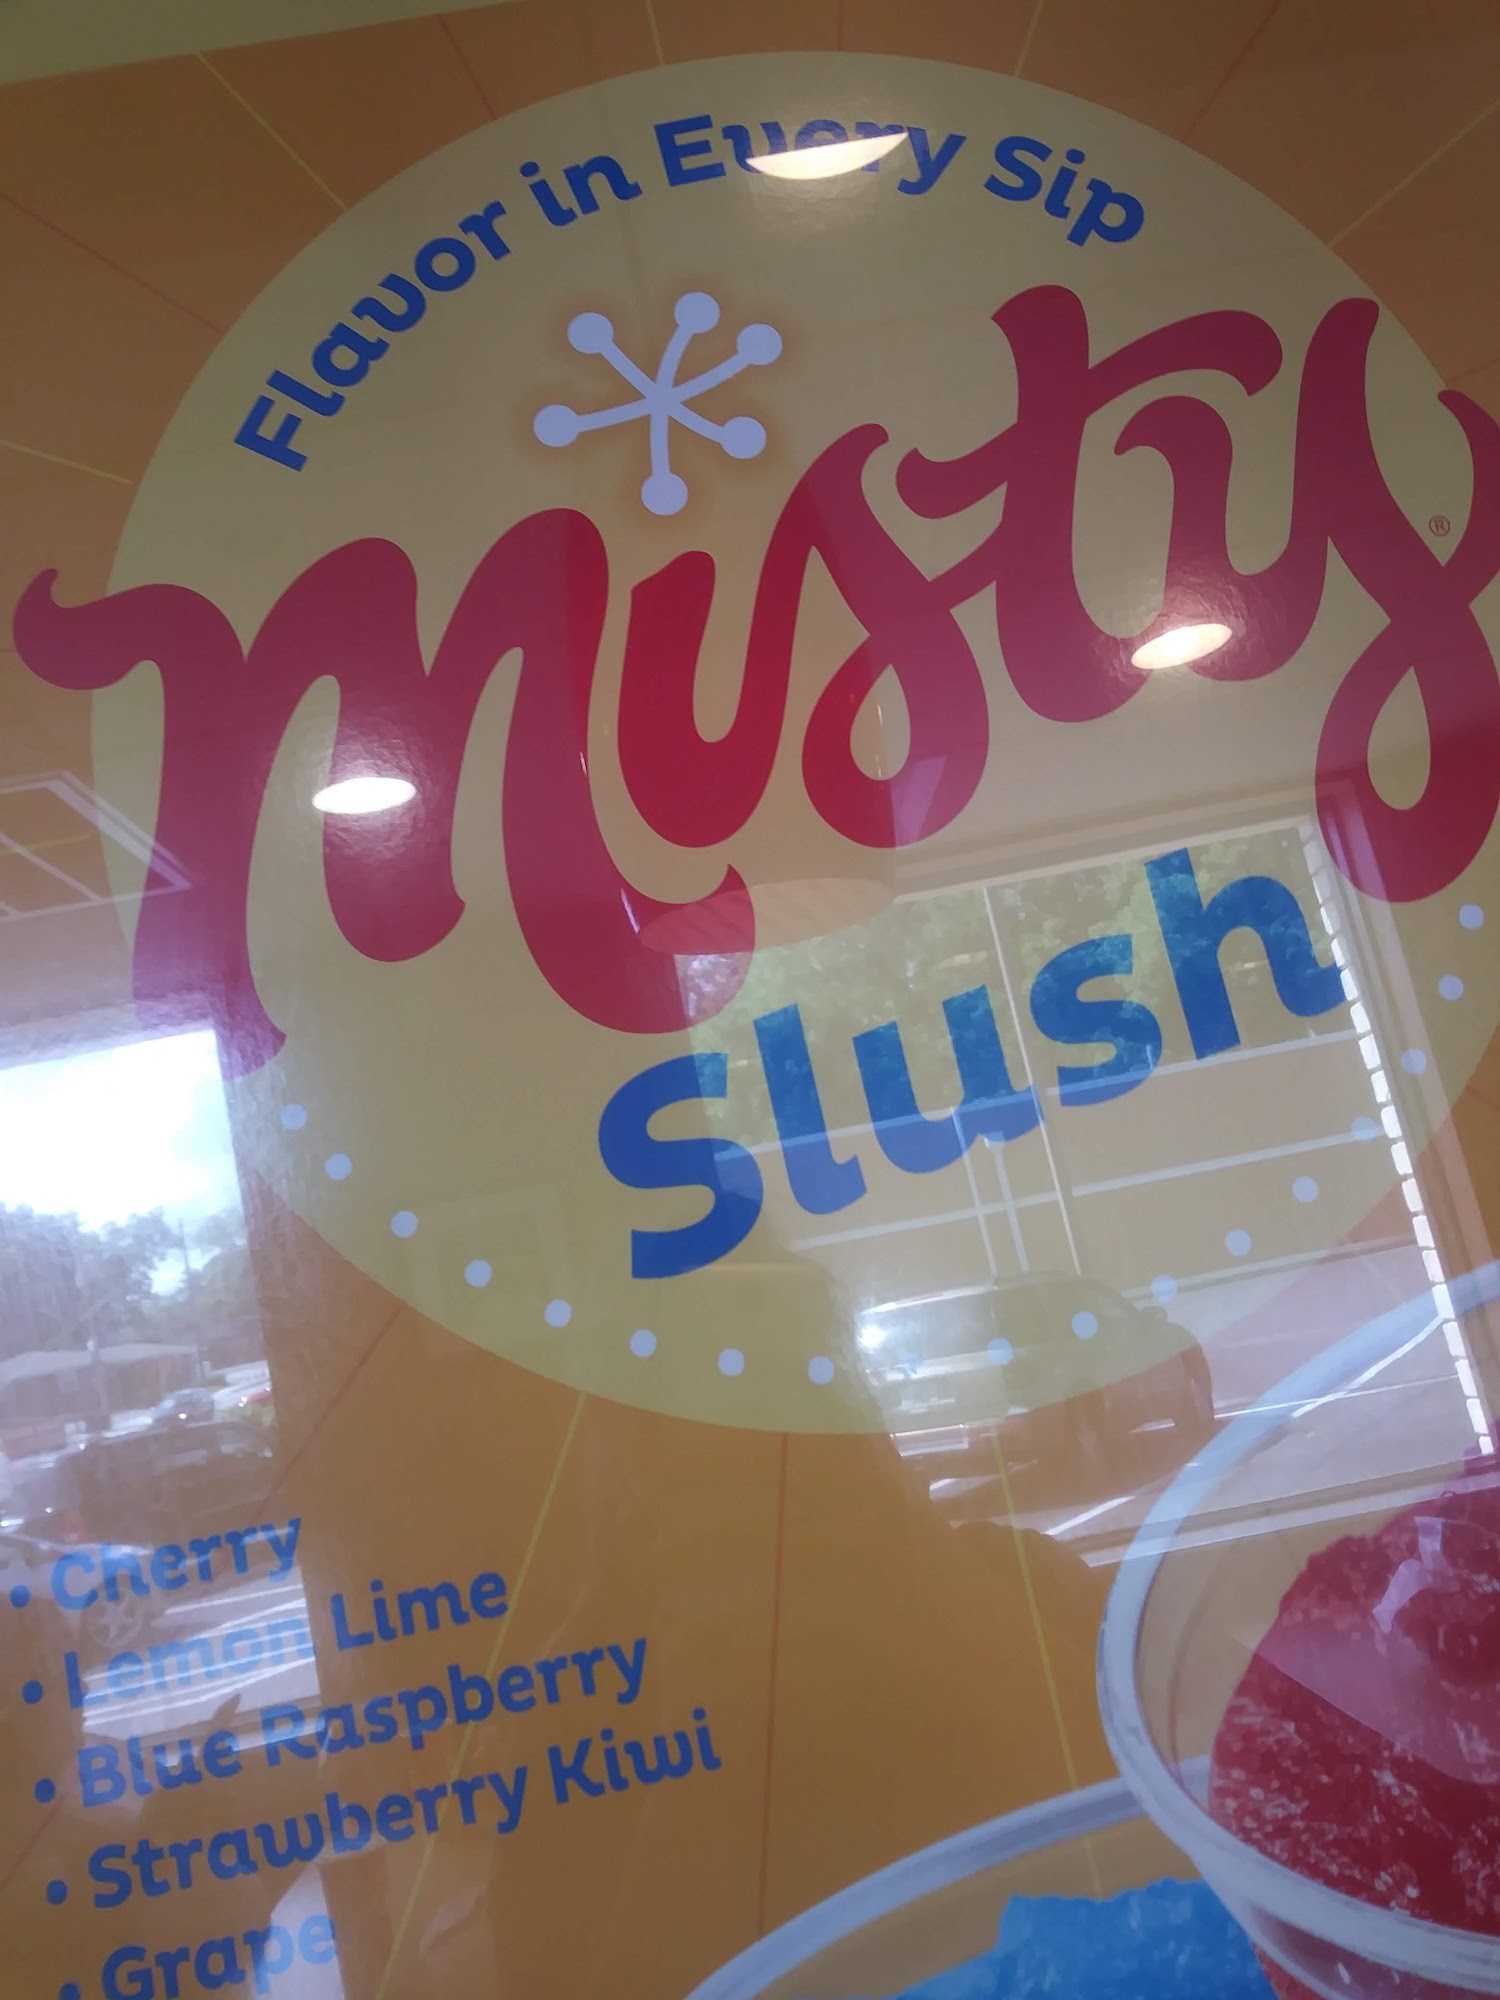 Flavor in Every Sip
Misty®
Slush
• Cherry
• Lemon Lime
• Blue Raspberry
• Strawberry Kiwi
• Grape